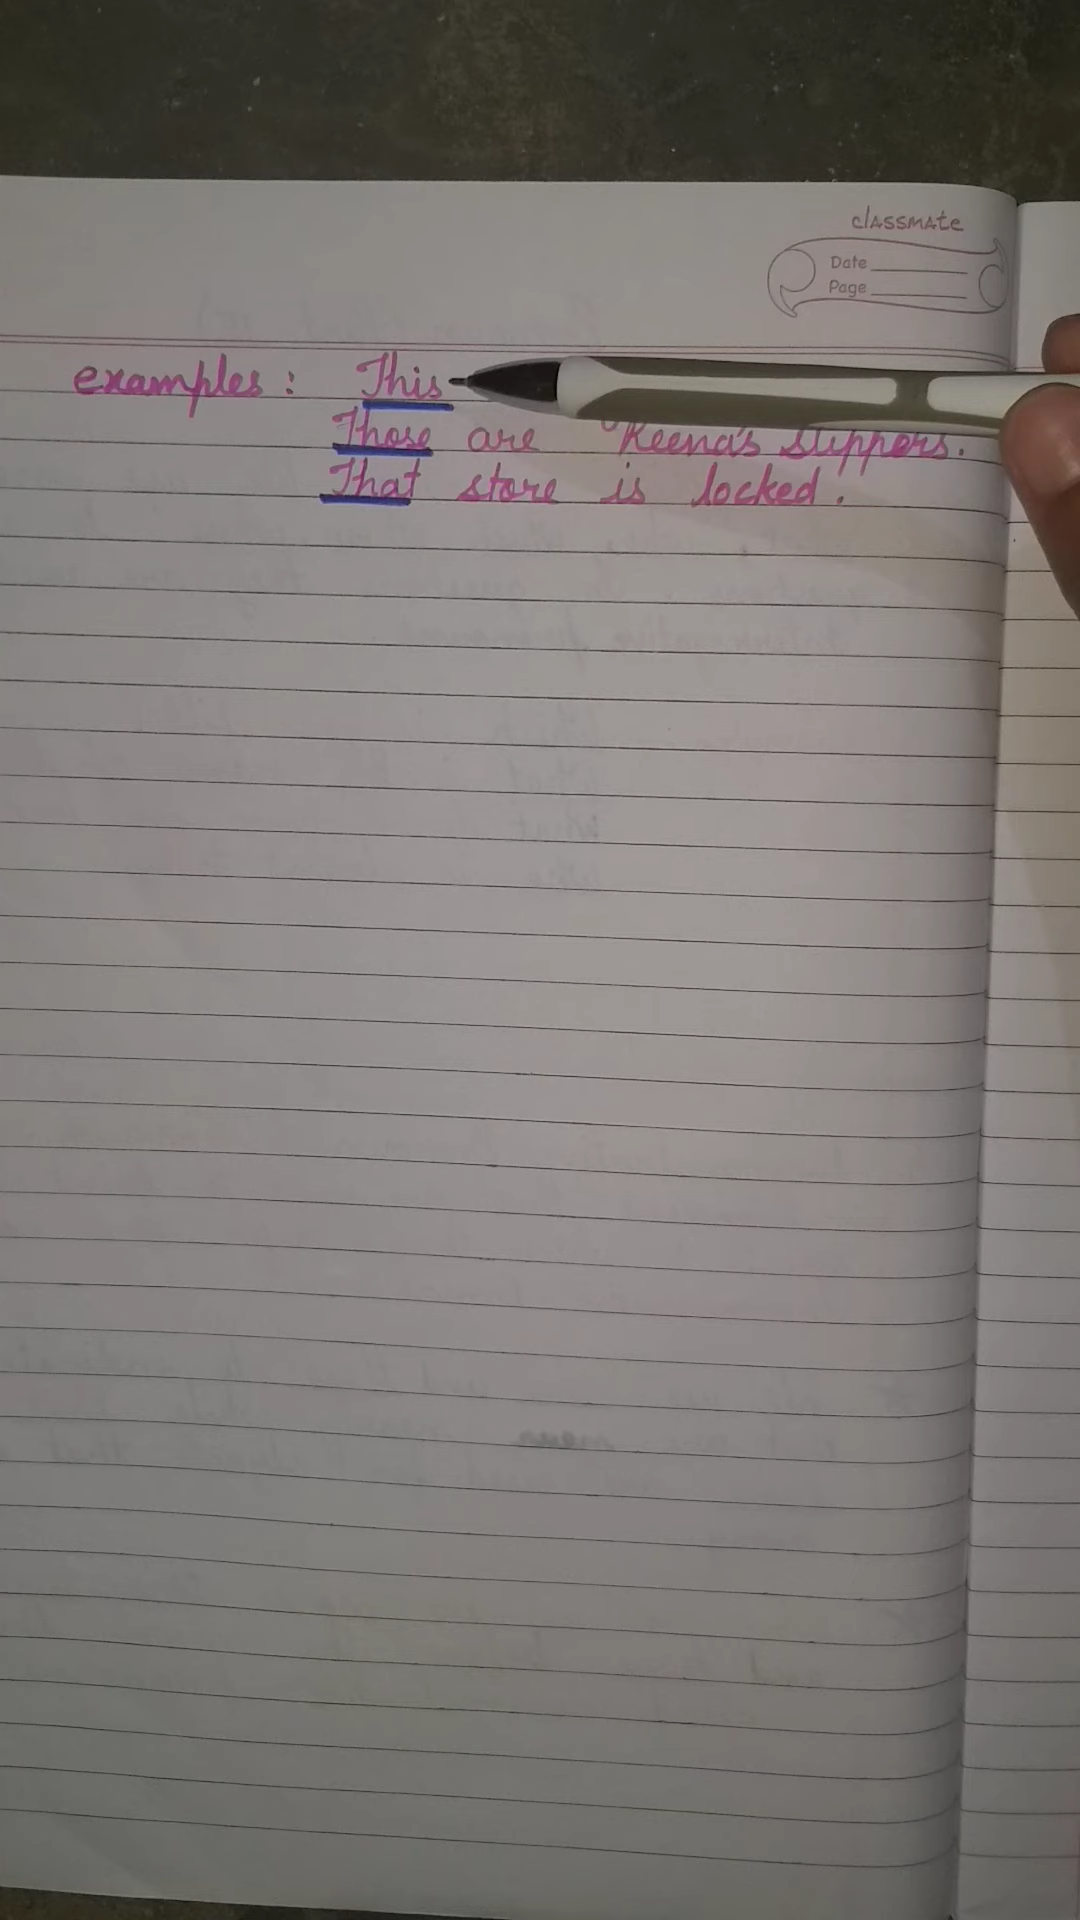 classmate
Date
Page
examples : This
Those are Reena's slippers.
That store is locked.